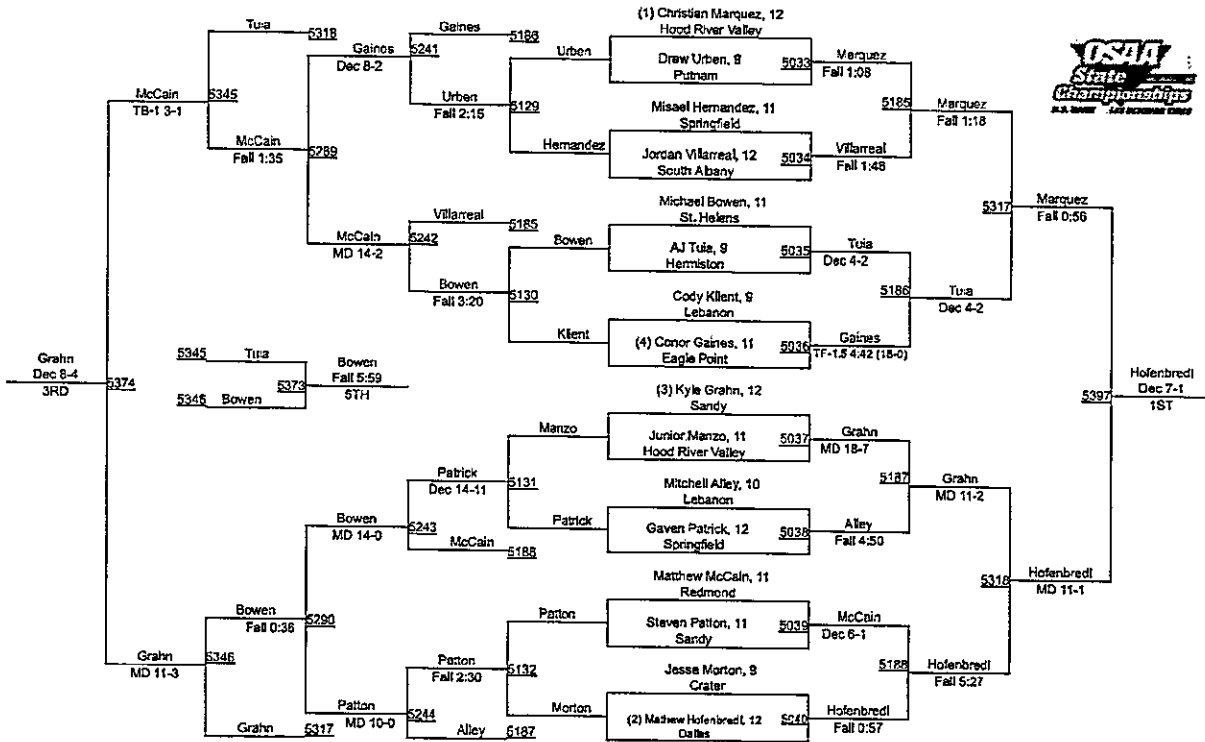 OSAA
State
Championships
(1) Christian Marquez, 12
Hood River Valley
Drew Urben, 9
Putnam
5033
Marquez
Fall 1:08
Misael Hernandez, 11
Springfield
Jordan Villarreal, 12
South Albany
5034
Villarreal
Fall 1:48
5185
Marquez
Fall 1:18
Michael Bowen, 11
St. Helens
AJ Tuia, 9
Hermiston
5035
Tuia
Dec 4-2
Cody Klient, 9
Lebanon
(4) Conor Gaines, 11
Eagle Point
5036
Gaines
TF-1.5 4:42 (18-0)
5186
Tuia
Dec 4-2
5317
Marquez
Fall 0:56
(3) Kyle Grahn, 12
Sandy
Junior Manzo, 11
Hood River Valley
5037
Grahn
MD 18-7
Mitchell Alley, 10
Lebanon
Gaven Patrick, 12
Springfield
5038
Alley
Fall 4:50
5187
Grahn
MD 11-2
Matthew McCain, 11
Redmond
Steven Patton, 11
Sandy
5039
McCain
Dec 6-1
Jesse Morton, 9
Crater
(2) Mathew Hofenbredl, 12
Dallas
5040
Hofenbredl
Fall 0:57
5188
Hofenbredl
Fall 5:27
5318
Hofenbredl
MD 11-1
5397
Hofenbredl
Dec 7-1
1ST
Urben
Hernandez
5129
Urben
Fall 2:15
Gaines
5186
5241
Gaines
Dec 8-2
Bowen
Klient
5130
Bowen
Fall 3:20
Villarreal
5185
5242
McCain
MD 14-2
5289
McCain
Fall 1:35
Tuia
5318
5345
McCain
TB-1 3-1
Manzo
Patrick
5131
Patrick
Dec 14-11
McCain
5188
5243
Bowen
MD 14-0
Patton
Morton
5132
Patton
Fall 2:30
Alley
5187
5244
Patton
MD 10-0
5290
Bowen
Fall 0:36
Grahn
5317
5346
Grahn
MD 11-3
5374
Grahn
Dec 8-4
3RD
5345
Tuia
5346
Bowen
5373
Bowen
Fall 5:59
5TH